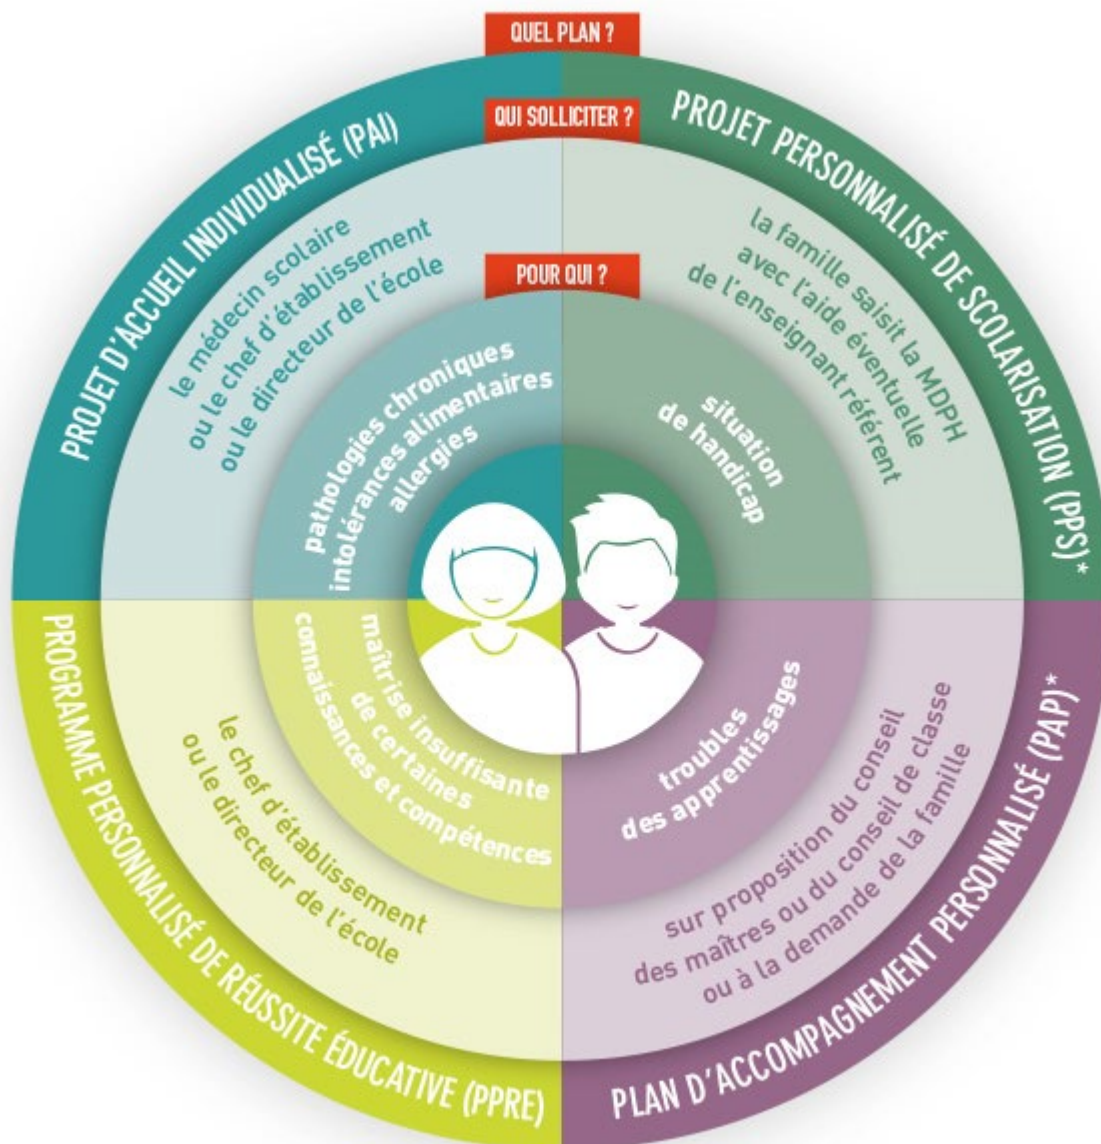 QUEL PLAN ?
QUI SOLLICITER ?
POUR QUI ?
PROJET D'ACCUEIL INDIVIDUALISÉ (PAI)
le médecin scolaire
ou le chef d'établissement
ou le directeur de l'école
pathologies chroniques
intolérances alimentaires
allergies
PROJET PERSONNALISÉ DE SCOLARISATION (PPS)*
la famille saisit la MDPH
avec l'aide éventuelle
de l'enseignant référent
situation
de handicap
PROGRAMME PERSONNALISÉ DE RÉUSSITE ÉDUCATIVE (PPRE)
le chef d'établissement
ou le directeur de l'école
maîtrise insuffisante
de certaines
connaissances et compétences
PLAN D'ACCOMPAGNEMENT PERSONNALISÉ (PAP)*
sur proposition du conseil
des maîtres ou du conseil de classe
ou à la demande de la famille
troubles
des apprentissages